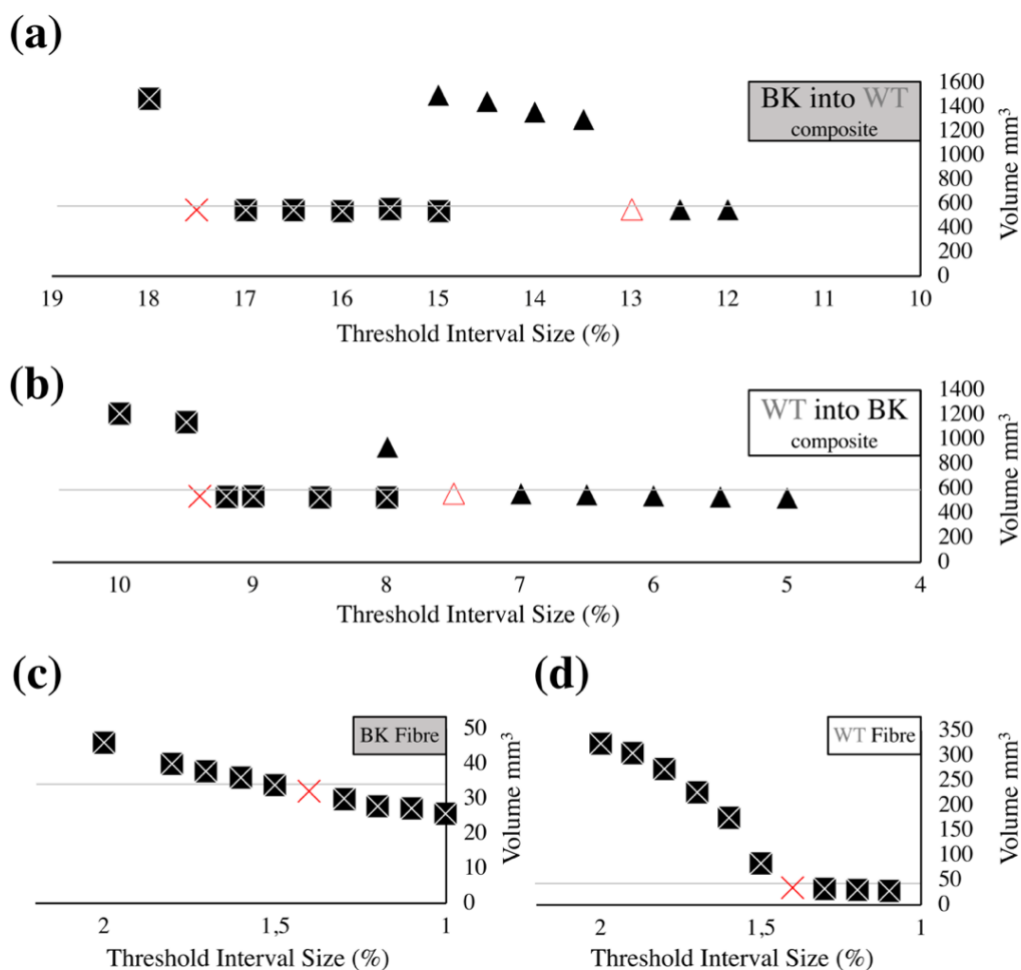 (a)
BK into WT
composite
1600
1400
1200
1000
800
600
400
200
0
Volume mm³
19 18 17 16 15 14 13 12 11 10
Threshold Interval Size (%)
(b)
WT into BK
composite
1400
1200
1000
800
600
400
200
0
Volume mm³
10 9 8 7 6 5 4
Threshold Interval Size (%)
(c)
BK Fibre
50
40
30
20
10
0
Volume mm³
2 1,5 1
Threshold Interval Size (%)
(d)
WT Fibre
350
300
250
200
150
100
50
0
Volume mm³
2 1,5 1
Threshold Interval Size (%)